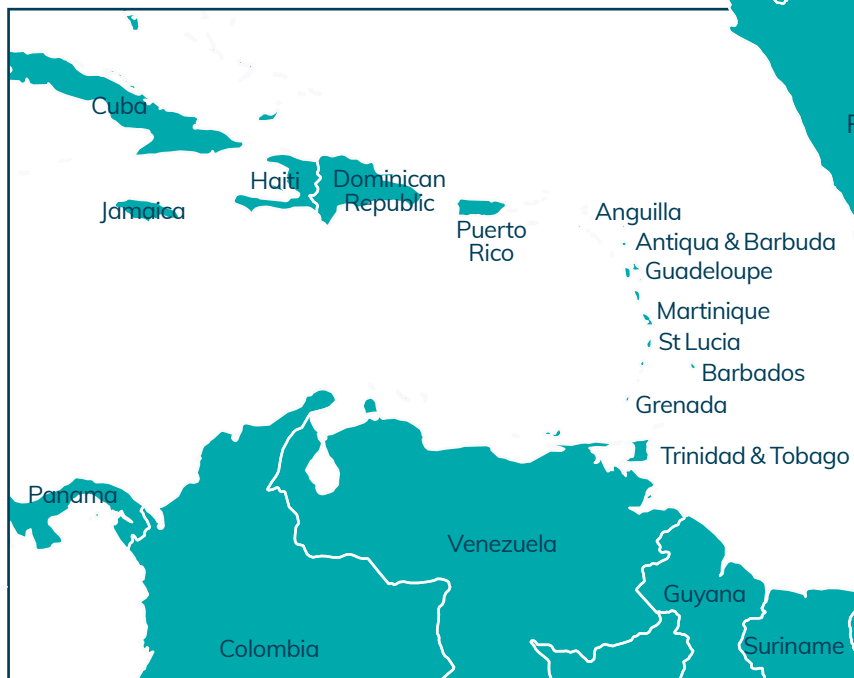 Cuba
Haiti
Dominican
Republic
Jamaica
Puerto
Rico
Anguilla
Antiqua & Barbuda
Guadeloupe
Martinique
St Lucia
Barbados
Grenada
Trinidad & Tobago
Panama
Venezuela
Guyana
Colombia
Suriname